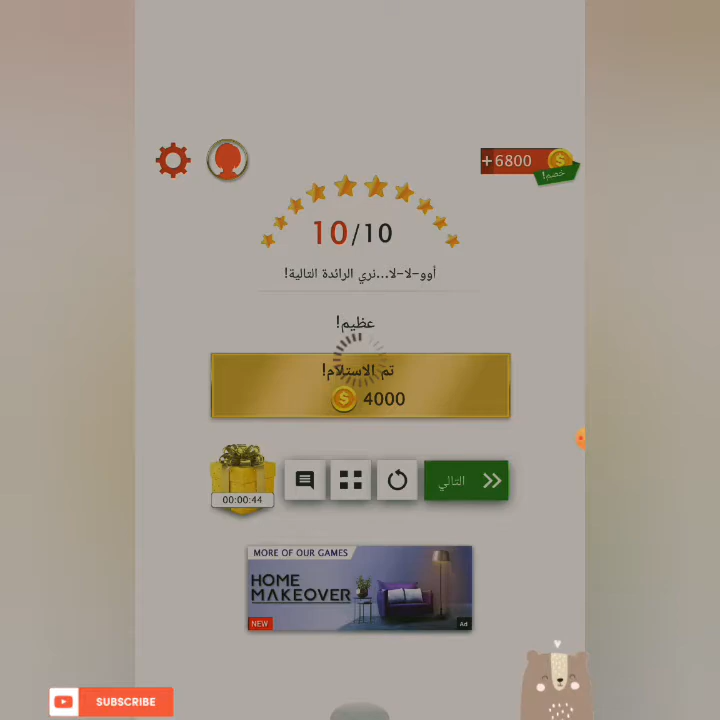 +6800
خصم!
10/10
أوو-لا-لا...نري الرائدة التالية!
عظيم!
تم الاستلام!
4000
00:00:44
التالي
MORE OF OUR GAMES
HOME
MAKEOVER
NEW
Ad
SUBSCRIBE